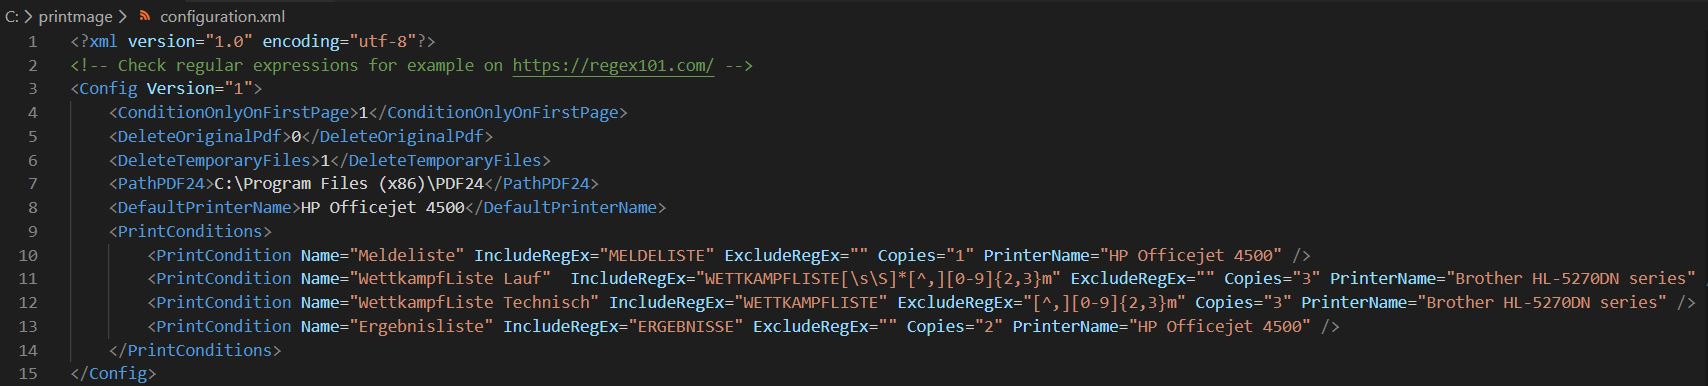 C: > printmage > configuration.xml
1 <?xml version="1.0" encoding="utf-8"?>
2 <!-- Check regular expressions for example on https://regex101.com/ -->
3 <Config Version="1">
4 <ConditionOnlyOnFirstPage>1</ConditionOnlyOnFirstPage>
5 <DeleteOriginalPdf>0</DeleteOriginalPdf>
6 <DeleteTemporaryFiles>1</DeleteTemporaryFiles>
7 <PathPDF24>C:\Program Files (x86)\PDF24</PathPDF24>
8 <DefaultPrinterName>HP Officejet 4500</DefaultPrinterName>
9 <PrintConditions>
10 <PrintCondition Name="Meldeliste" IncludeRegEx="MELDELISTE" ExcludeRegEx="" Copies="1" PrinterName="HP Officejet 4500" />
11 <PrintCondition Name="WettkampfListe Lauf"  IncludeRegEx="WETTKAMPFLISTE[\s\S]*[^,][0-9]{2,3}m" ExcludeRegEx="" Copies="3" PrinterName="Brother HL-5270DN series"
12 <PrintCondition Name="WettkampfListe Technisch" IncludeRegEx="WETTKAMPFLISTE" ExcludeRegEx="[^,][0-9]{2,3}m" Copies="3" PrinterName="Brother HL-5270DN series" />
13 <PrintCondition Name="Ergebnisliste" IncludeRegEx="ERGEBNISSE" ExcludeRegEx="" Copies="2" PrinterName="HP Officejet 4500" />
14 </PrintConditions>
15 </Config>